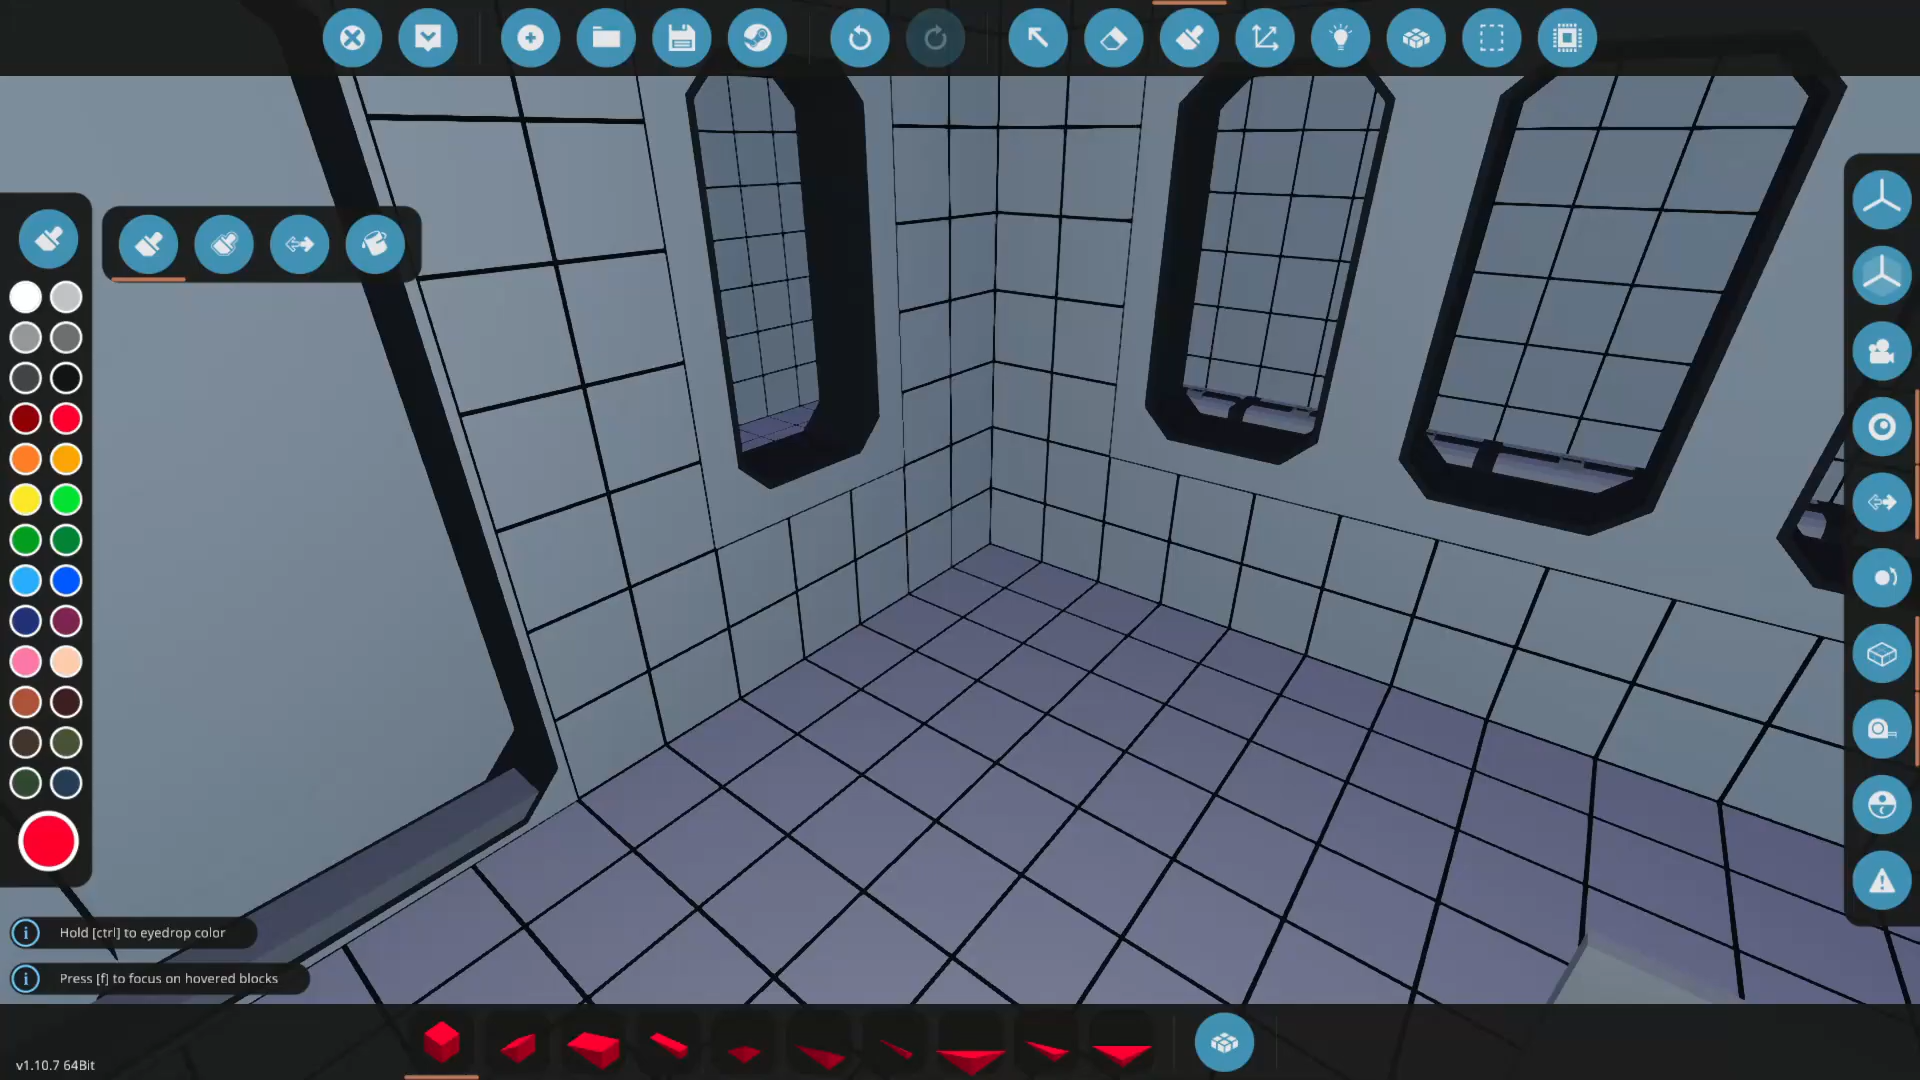 Hold [ctrl] to eyedrop color
Press [f] to focus on hovered blocks
v1.10.7 64Bit